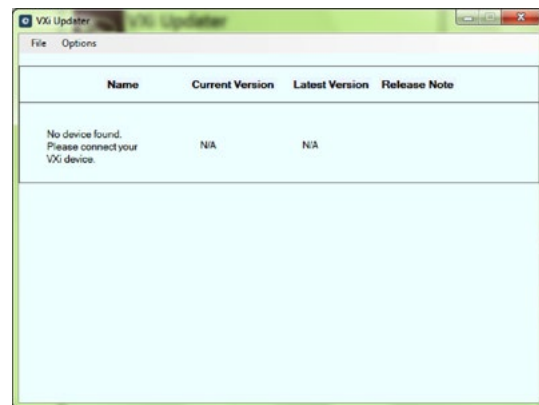 VXi Updater
File Options
Name Current Version Latest Version Release Note
No device found.
Please connect your
VXi device.
N/A N/A